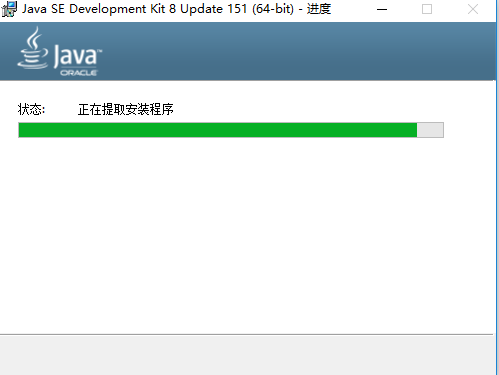 Java SE Development Kit 8 Update 151 (64-bit) - 进度
Java™
ORACLE
状态: 正在提取安装程序